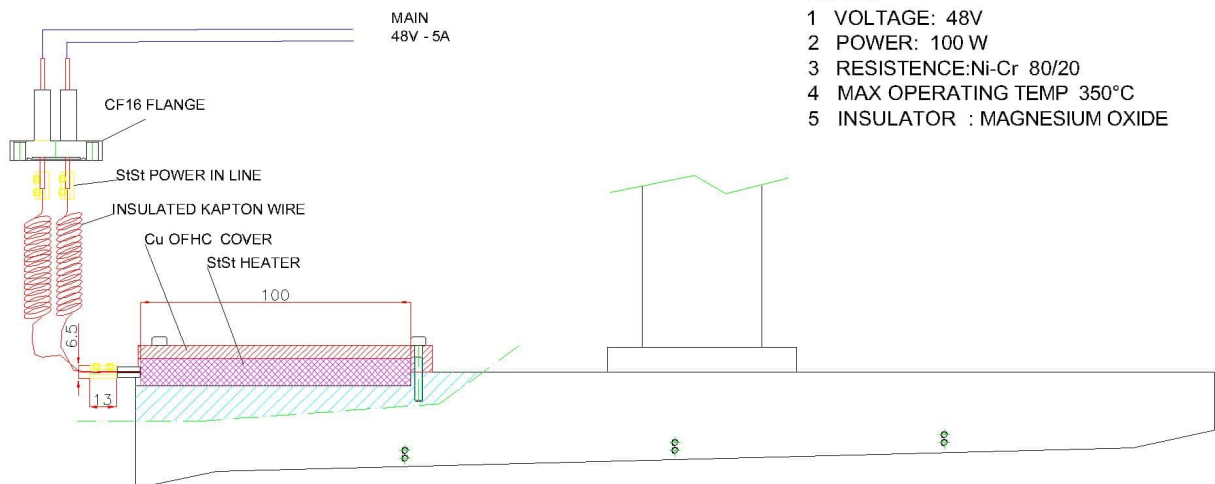 MAIN
48V - 5A
1 VOLTAGE: 48V
2 POWER: 100 W
3 RESISTENCE:Ni-Cr 80/20
4 MAX OPERATING TEMP 350°C
5 INSULATOR : MAGNESIUM OXIDE
CF16 FLANGE
StSt POWER IN LINE
INSULATED KAPTON WIRE
Cu OFHC COVER
StSt HEATER
100
6.5
13